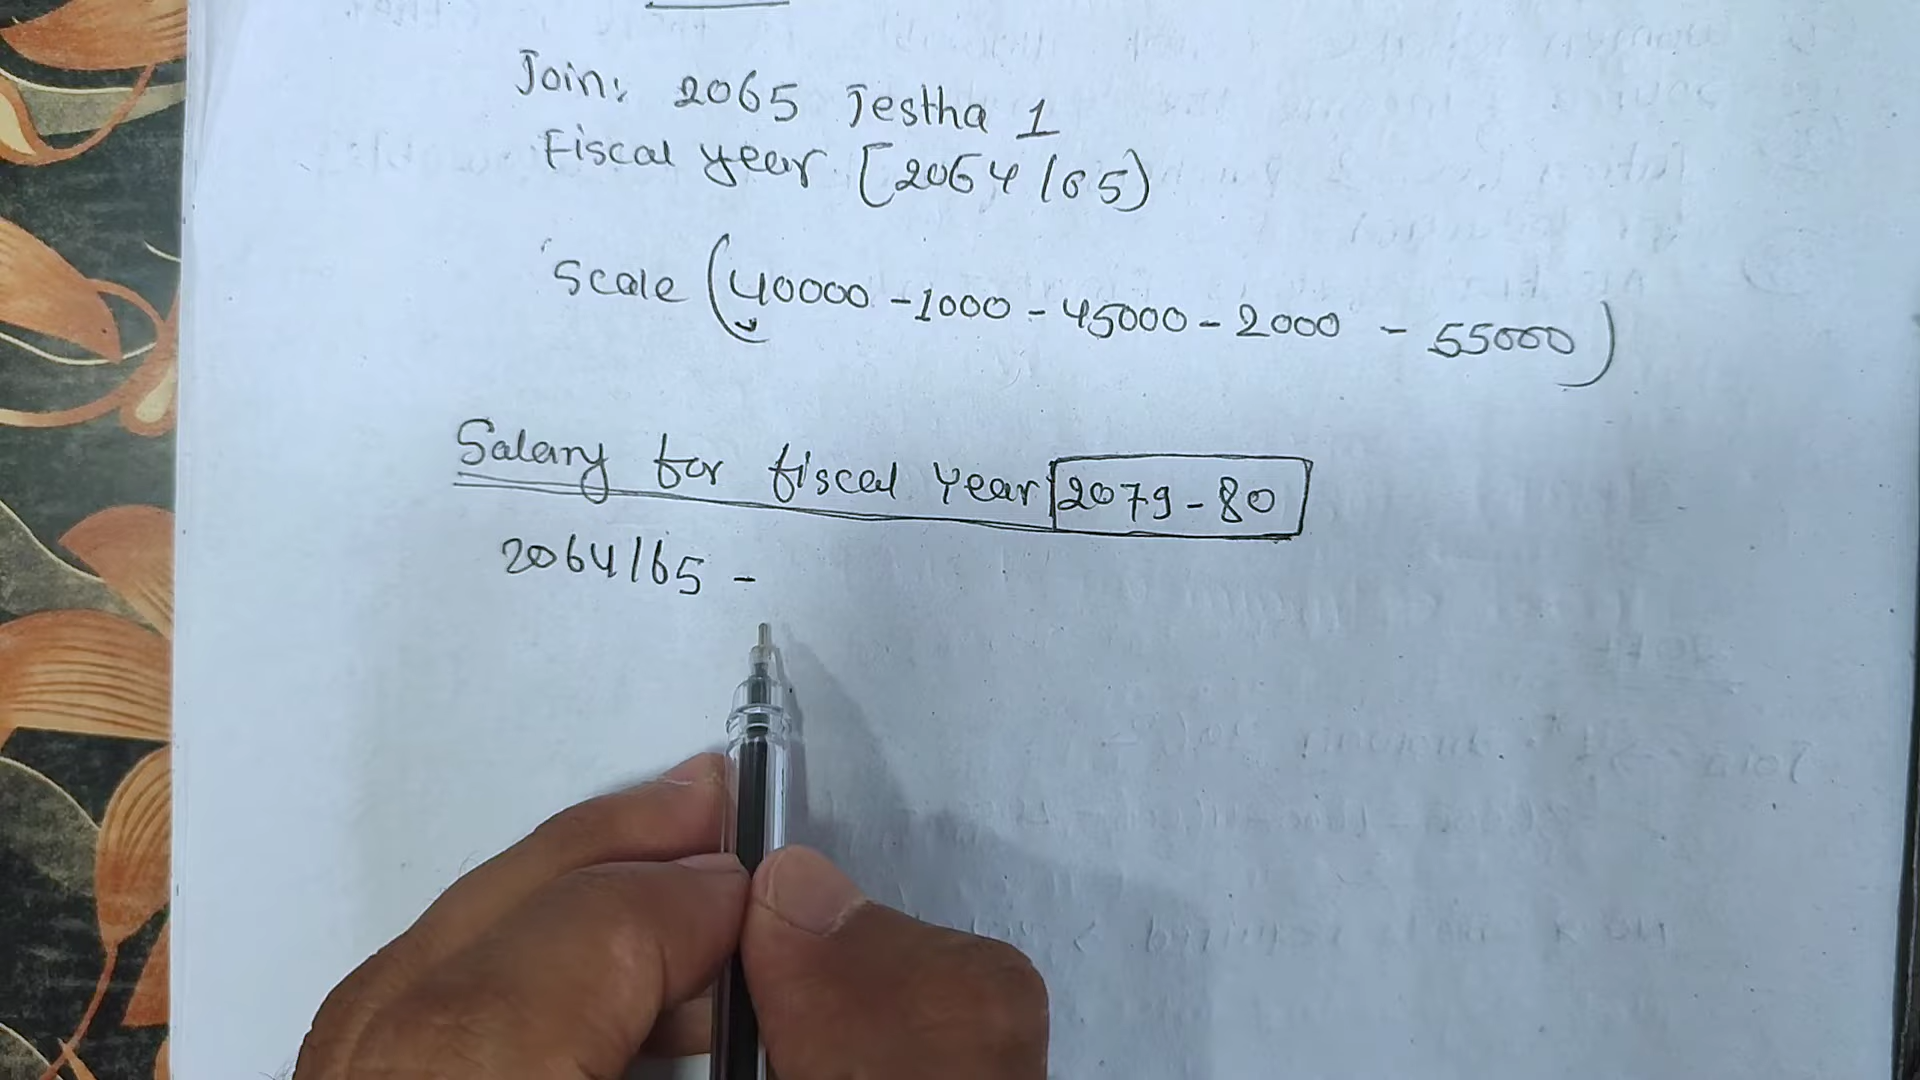 Join: 2065 Jestha 1
Fiscal year [2064/65)
Scale (40000 - 1000 - 45000 - 2000 - 55000)
Salary for fiscal year 2079-80
2064/65 -